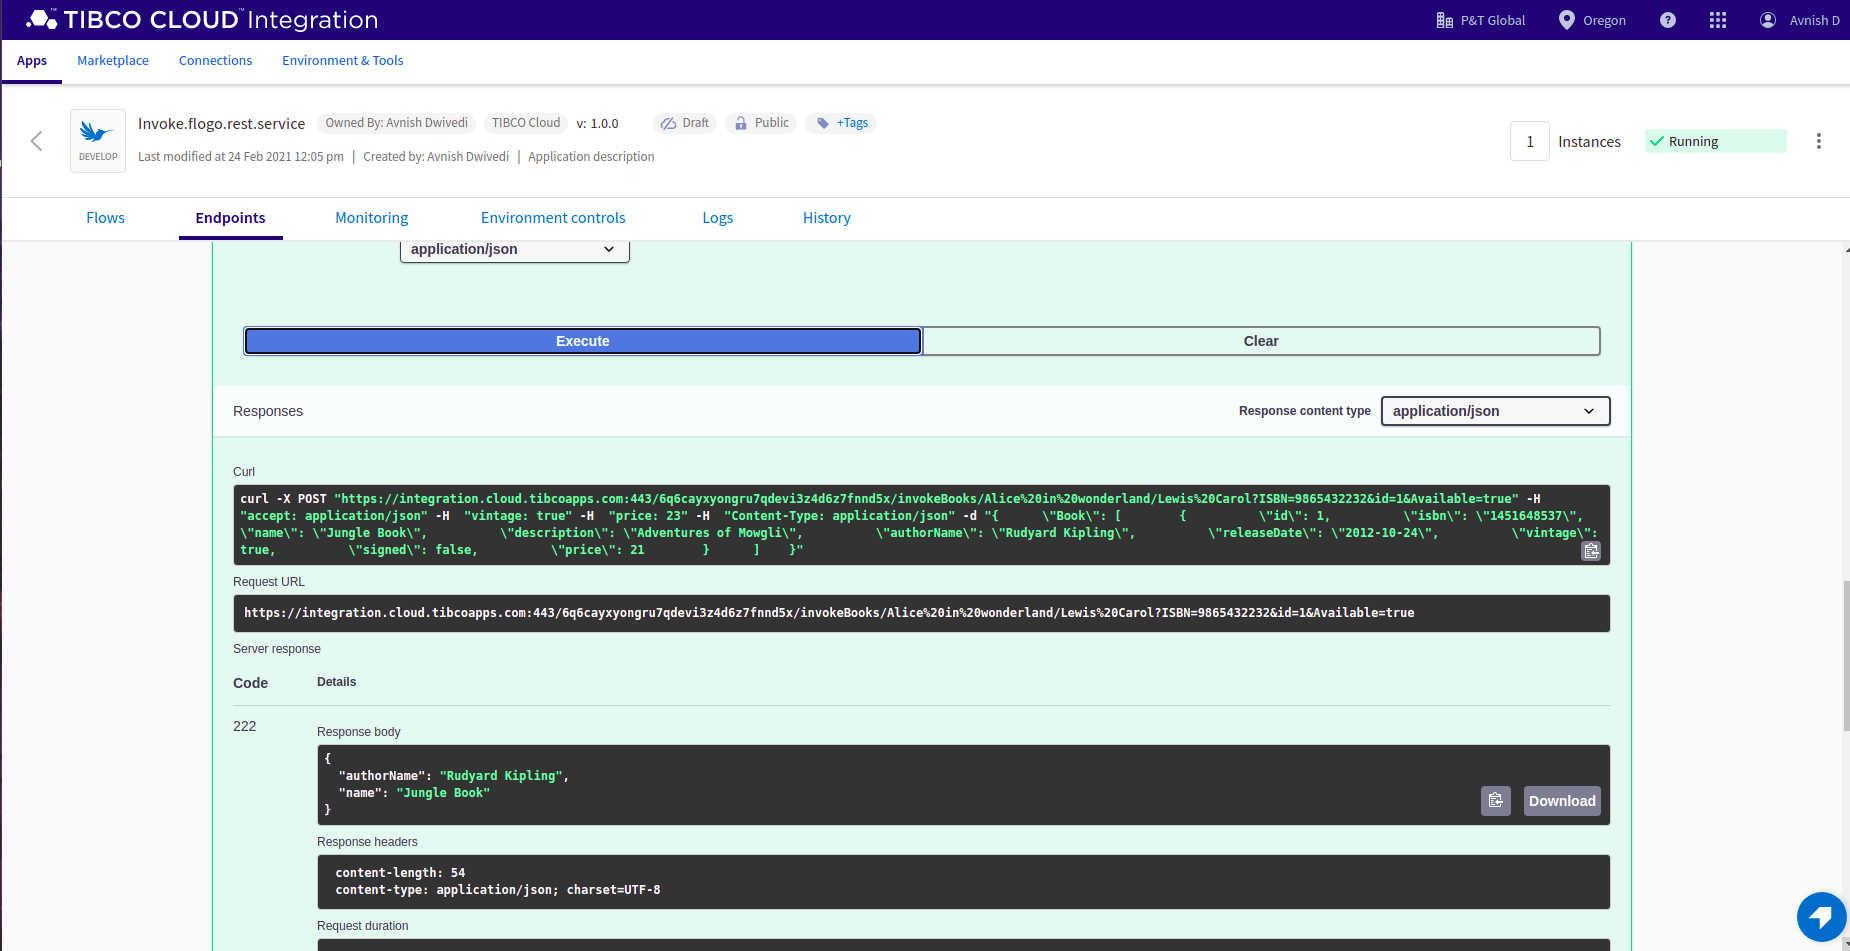 TIBCO CLOUD™ Integration
P&T Global
Oregon
?
Avnish D
Apps
Marketplace
Connections
Environment & Tools
DEVELOP
Invoke.flogo.rest.service
Owned By: Avnish Dwivedi
TIBCO Cloud
v: 1.0.0
Draft
Public
+Tags
Last modified at 24 Feb 2021 12:05 pm | Created by: Avnish Dwivedi | Application description
1
Instances
Running
Flows
Endpoints
Monitoring
Environment controls
Logs
History
application/json
Execute
Clear
Responses
Response content type
application/json
Curl
curl -X POST "https://integration.cloud.tibcoapps.com:443/6q6cayxyongru7qdevi3z4d6z7fnnd5x/invokeBooks/Alice%20in%20wonderland/Lewis%20Carol?ISBN=9865432232&id=1&Available=true" -H
"accept: application/json" -H "vintage: true" -H "price: 23" -H "Content-Type: application/json" -d "{ \"Book\": [ { \"id\": 1, \"isbn\": \"1451648537\",
\"name\": \"Jungle Book\", \"description\": \"Adventures of Mowgli\", \"authorName\": \"Rudyard Kipling\", \"releaseDate\": \"2012-10-24\", \"vintage\":
true, \"signed\": false, \"price\": 21 } ] }"
Request URL
https://integration.cloud.tibcoapps.com:443/6q6cayxyongru7qdevi3z4d6z7fnnd5x/invokeBooks/Alice%20in%20wonderland/Lewis%20Carol?ISBN=9865432232&id=1&Available=true
Server response
Code
Details
222
Response body
{
"authorName": "Rudyard Kipling",
"name": "Jungle Book"
}
Download
Response headers
content-length: 54
content-type: application/json; charset=UTF-8
Request duration